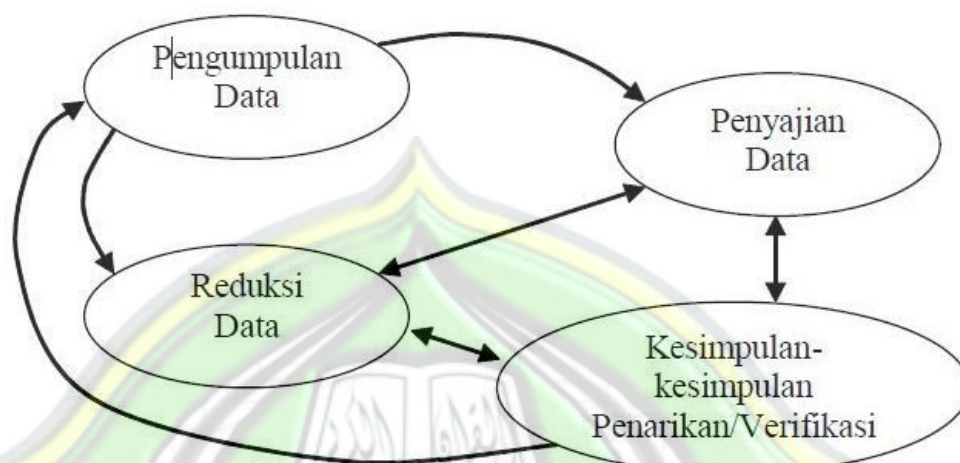 Pengumpulan
Data
Penyajian
Data
Reduksi
Data
Kesimpulan-
kesimpulan
Penarikan/Verifikasi